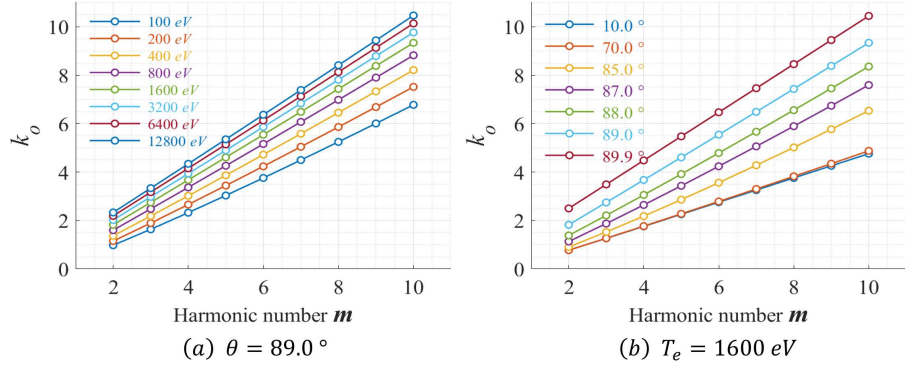 10
8
6
4
2
0
k_o
100 eV
200 eV
400 eV
800 eV
1600 eV
3200 eV
6400 eV
12800 eV
2 4 6 8 10
Harmonic number m
(a) θ = 89.0 °
10
8
6
4
2
0
k_o
10.0 °
70.0 °
85.0 °
87.0 °
88.0 °
89.0 °
89.9 °
2 4 6 8 10
Harmonic number m
(b) T_e = 1600 eV